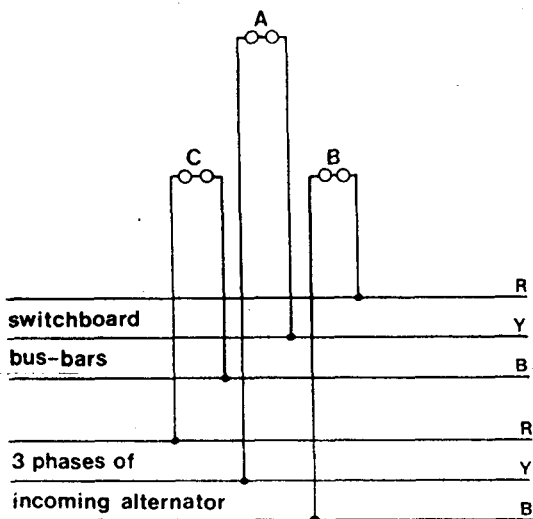 A
C
B
R
switchboard
Y
bus-bars
B
R
3 phases of
Y
incoming alternator
B